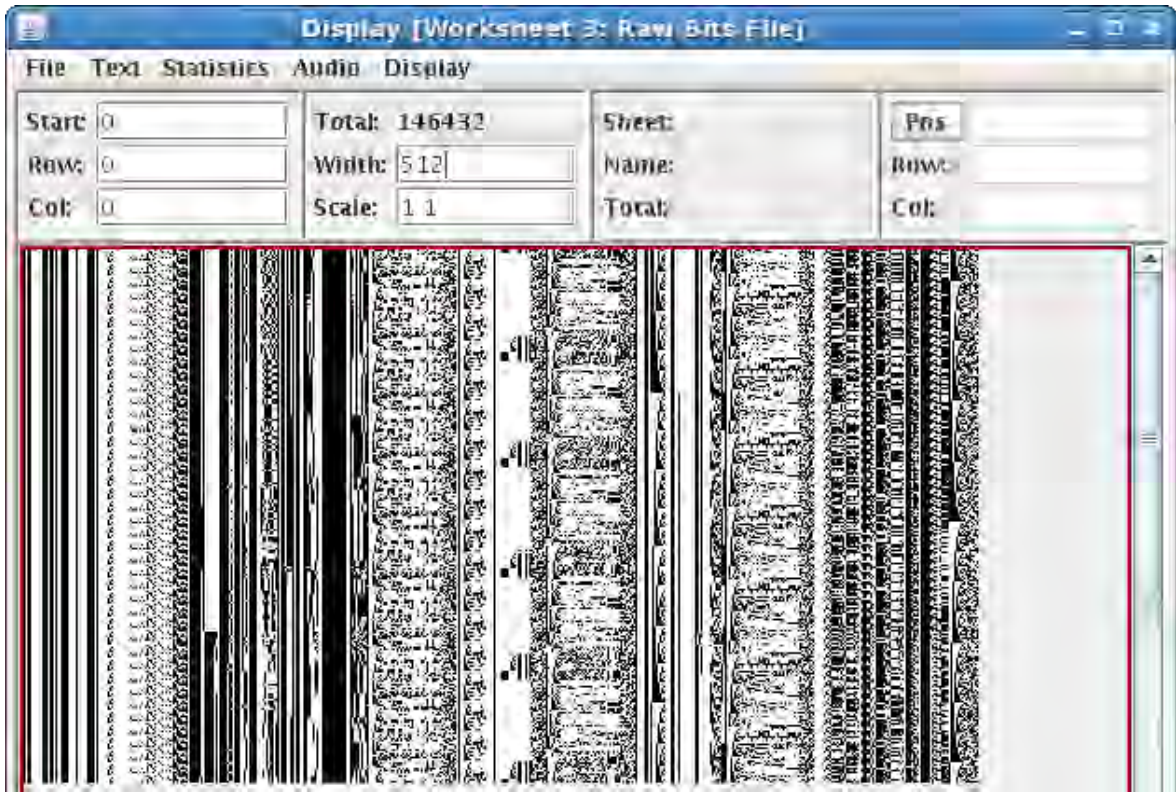 Display [Worksheet 3: Raw Bits File]
File Text Statistics Audio Display
Start: 0 Total: 146432 Sheet: Pos
Row: 0 Width: 512 Name: Row:
Col: 0 Scale: 1 1 Total: Col: